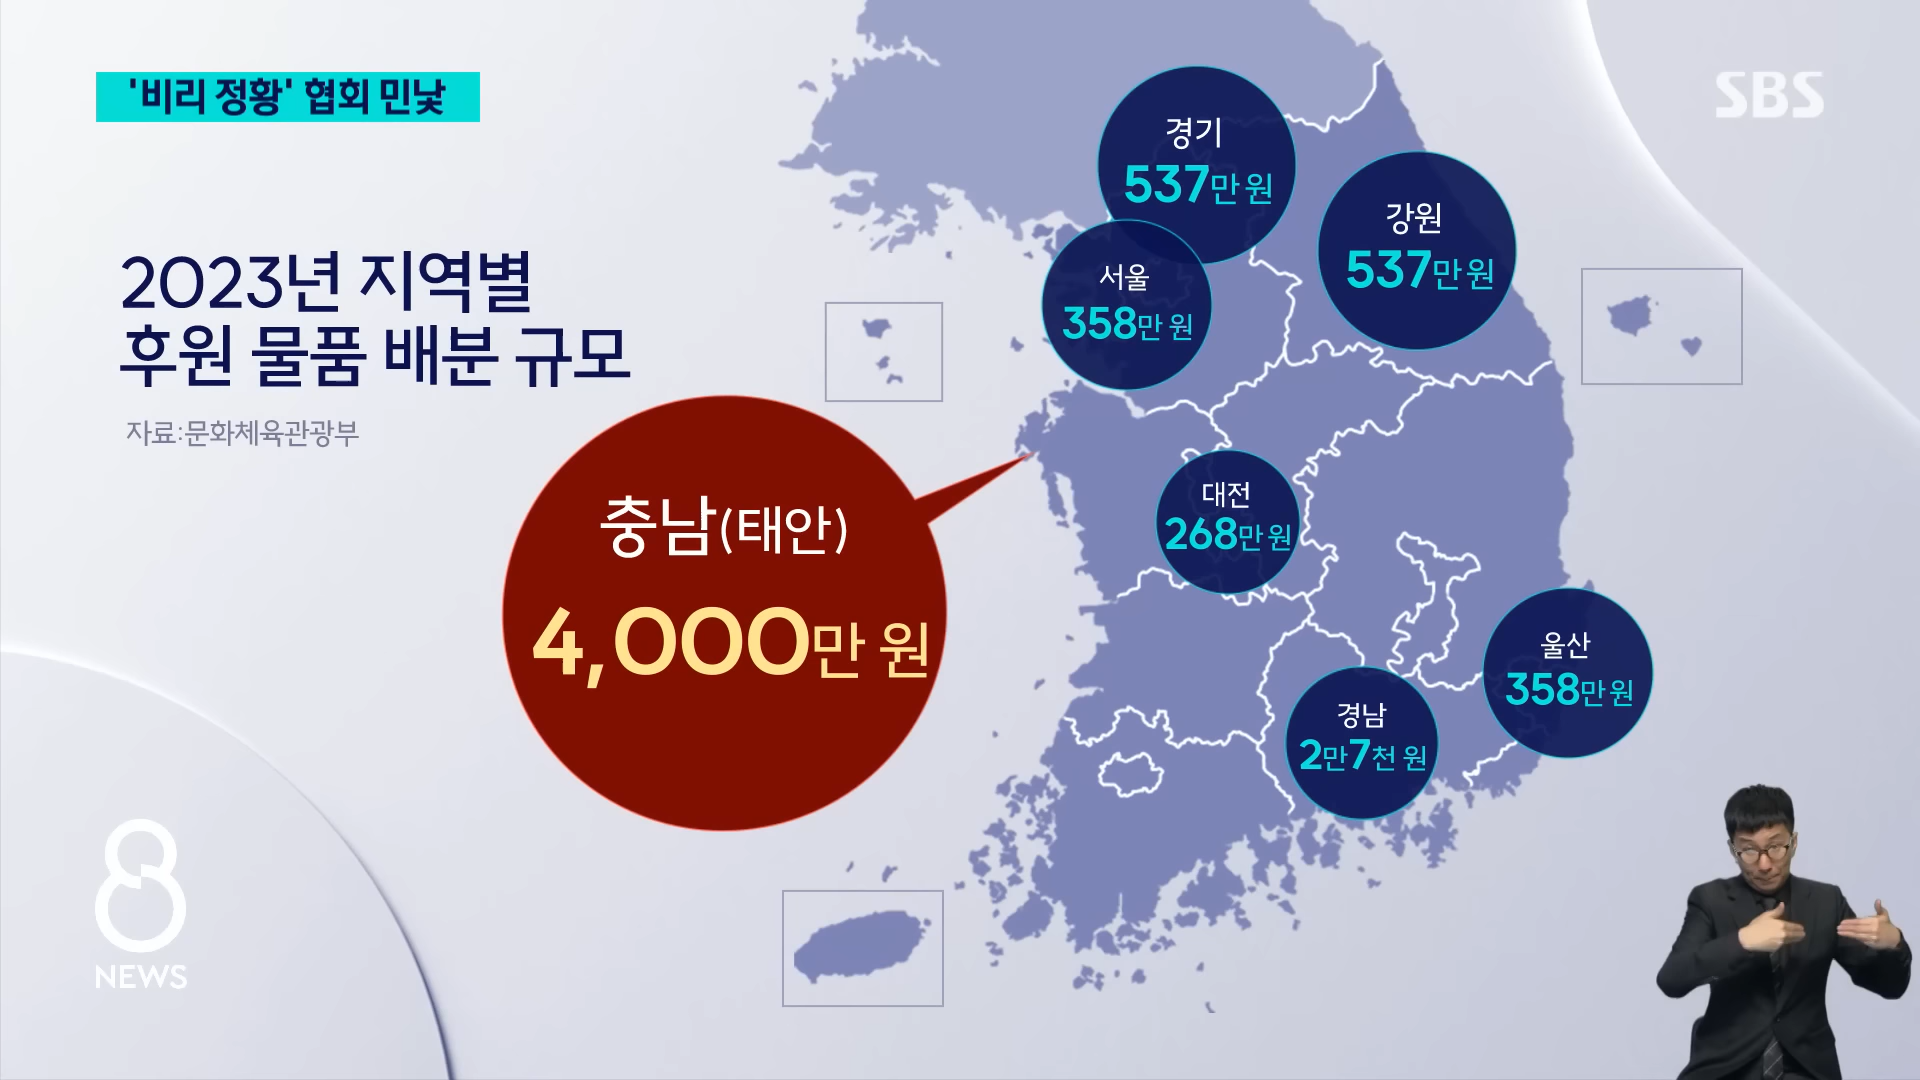 '비리 정황' 협회 민낯
SBS
2023년 지역별
후원 물품 배분 규모
자료:문화체육관광부
경기
537만 원
강원
537만 원
서울
358만 원
충남(태안)
4,000만 원
대전
268만 원
울산
358만 원
경남
2만7천 원
8
NEWS